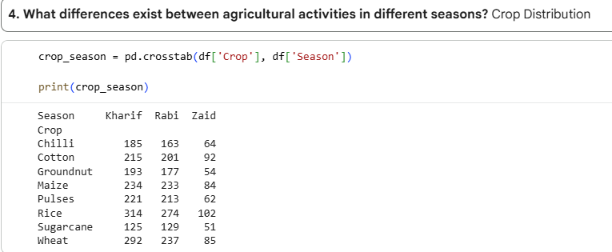 4. What differences exist between agricultural activities in different seasons? Crop Distribution
crop_season = pd.crosstab(df['Crop'], df['Season'])
print(crop_season)
Season Kharif Rabi Zaid
Crop
Chilli 185 163 64
Cotton 215 201 92
Groundnut 193 177 54
Maize 234 233 84
Pulses 221 213 62
Rice 314 274 102
Sugarcane 125 129 51
Wheat 292 237 85